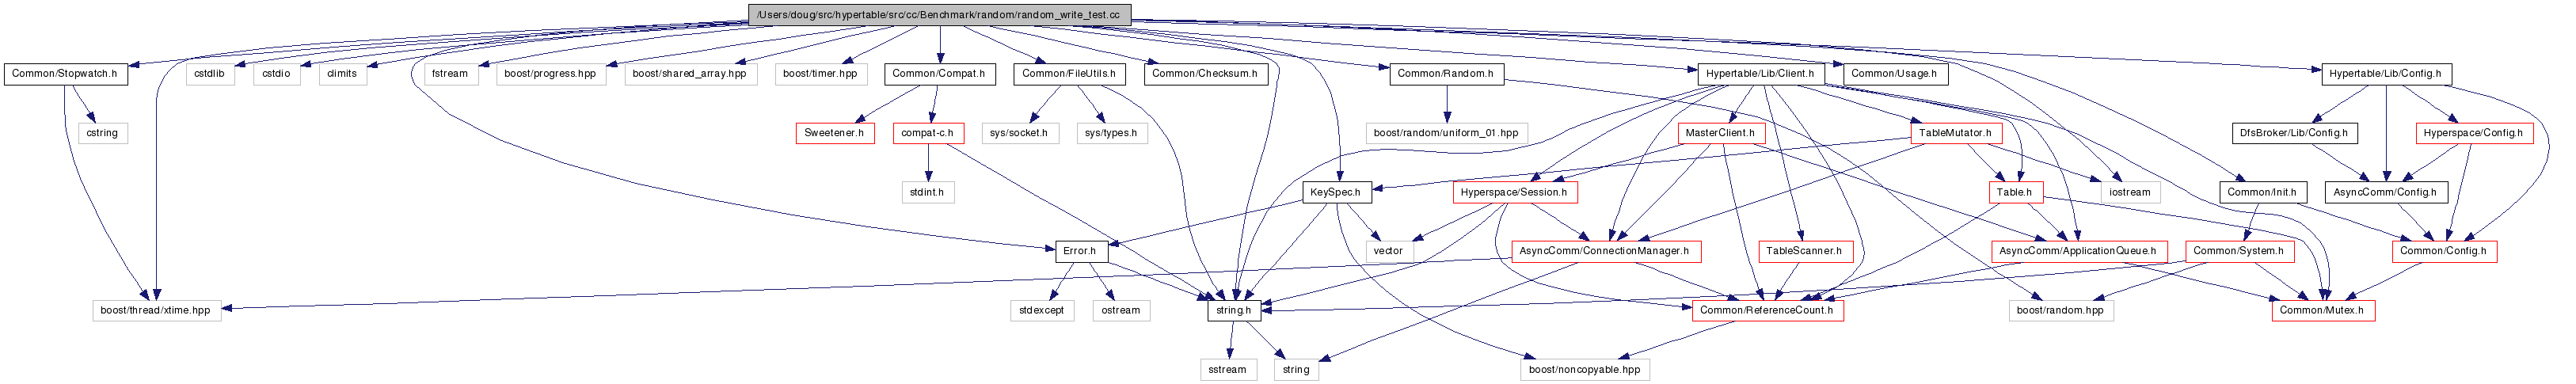 /Users/doug/src/hypertable/src/cc/Benchmark/random/random_write_test.cc
Common/Stopwatch.h
cstdlib
cstdio
climits
fstream
boost/progress.hpp
boost/shared_array.hpp
boost/timer.hpp
Common/Compat.h
Common/FileUtils.h
Common/Checksum.h
Common/Random.h
Hypertable/Lib/Client.h
Common/Usage.h
Hypertable/Lib/Config.h
cstring
Sweetener.h
compat-c.h
sys/socket.h
sys/types.h
boost/random/uniform_01.hpp
MasterClient.h
TableMutator.h
DfsBroker/Lib/Config.h
Hyperspace/Config.h
stdint.h
KeySpec.h
Hyperspace/Session.h
Table.h
iostream
Common/Init.h
AsyncComm/Config.h
Error.h
vector
AsyncComm/ConnectionManager.h
TableScanner.h
AsyncComm/ApplicationQueue.h
Common/System.h
Common/Config.h
boost/thread/xtime.hpp
stdexcept
ostream
string.h
Common/ReferenceCount.h
boost/random.hpp
Common/Mutex.h
sstream
string
boost/noncopyable.hpp